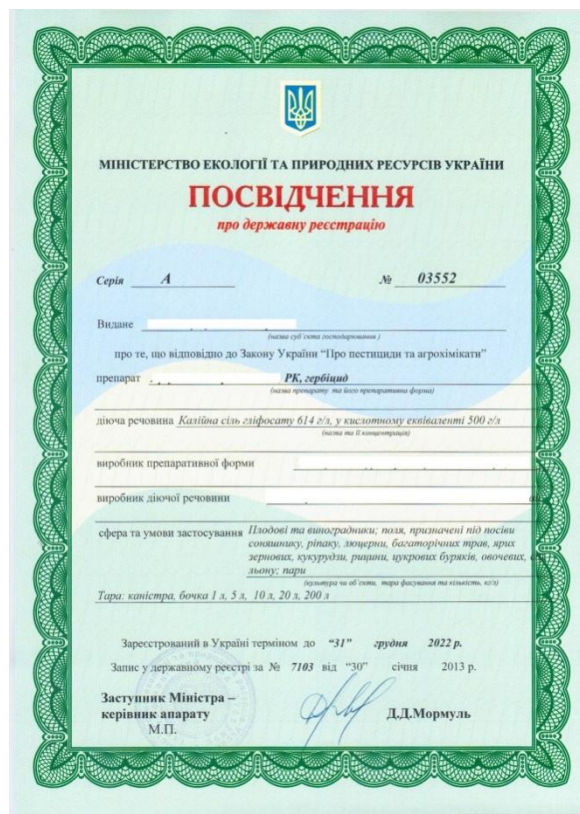 МІНІСТЕРСТВО ЕКОЛОГІЇ ТА ПРИРОДНИХ РЕСУРСІВ УКРАЇНИ
ПОСВІДЧЕННЯ
про державну реєстрацію
Серія А № 03552
Видане
(назва суб'єкта господарювання)
про те, що відповідно до Закону України “Про пестициди та агрохімікати”
препарат РК, гербіцид
(назва препарату та його препаративна форма)
діюча речовина Калійна сіль гліфосату 614 г/л, у кислотному еквіваленті 500 г/л
(назва та її концентрація)
виробник препаративної форми
виробник діючої речовини
сфера та умови застосування Плодові та виноградники; поля, призначені під посіви
соняшнику, ріпаку, люцерни, багаторічних трав, ярих
зернових, кукурудзи, рицини, цукрових буряків, овочевих,
льону; пари
(культура чи об'єкти, тара фасування та кількість, кг/л)
Тара: каністра, бочка 1 л, 5 л, 10 л, 20 л, 200 л
Зареєстрований в Україні терміном до “31” грудня 2022 р.
Запис у державному реєстрі за № 7103 від “30” січня 2013 р.
Заступник Міністра –
керівник апарату Д.Д.Мормуль
М.П.